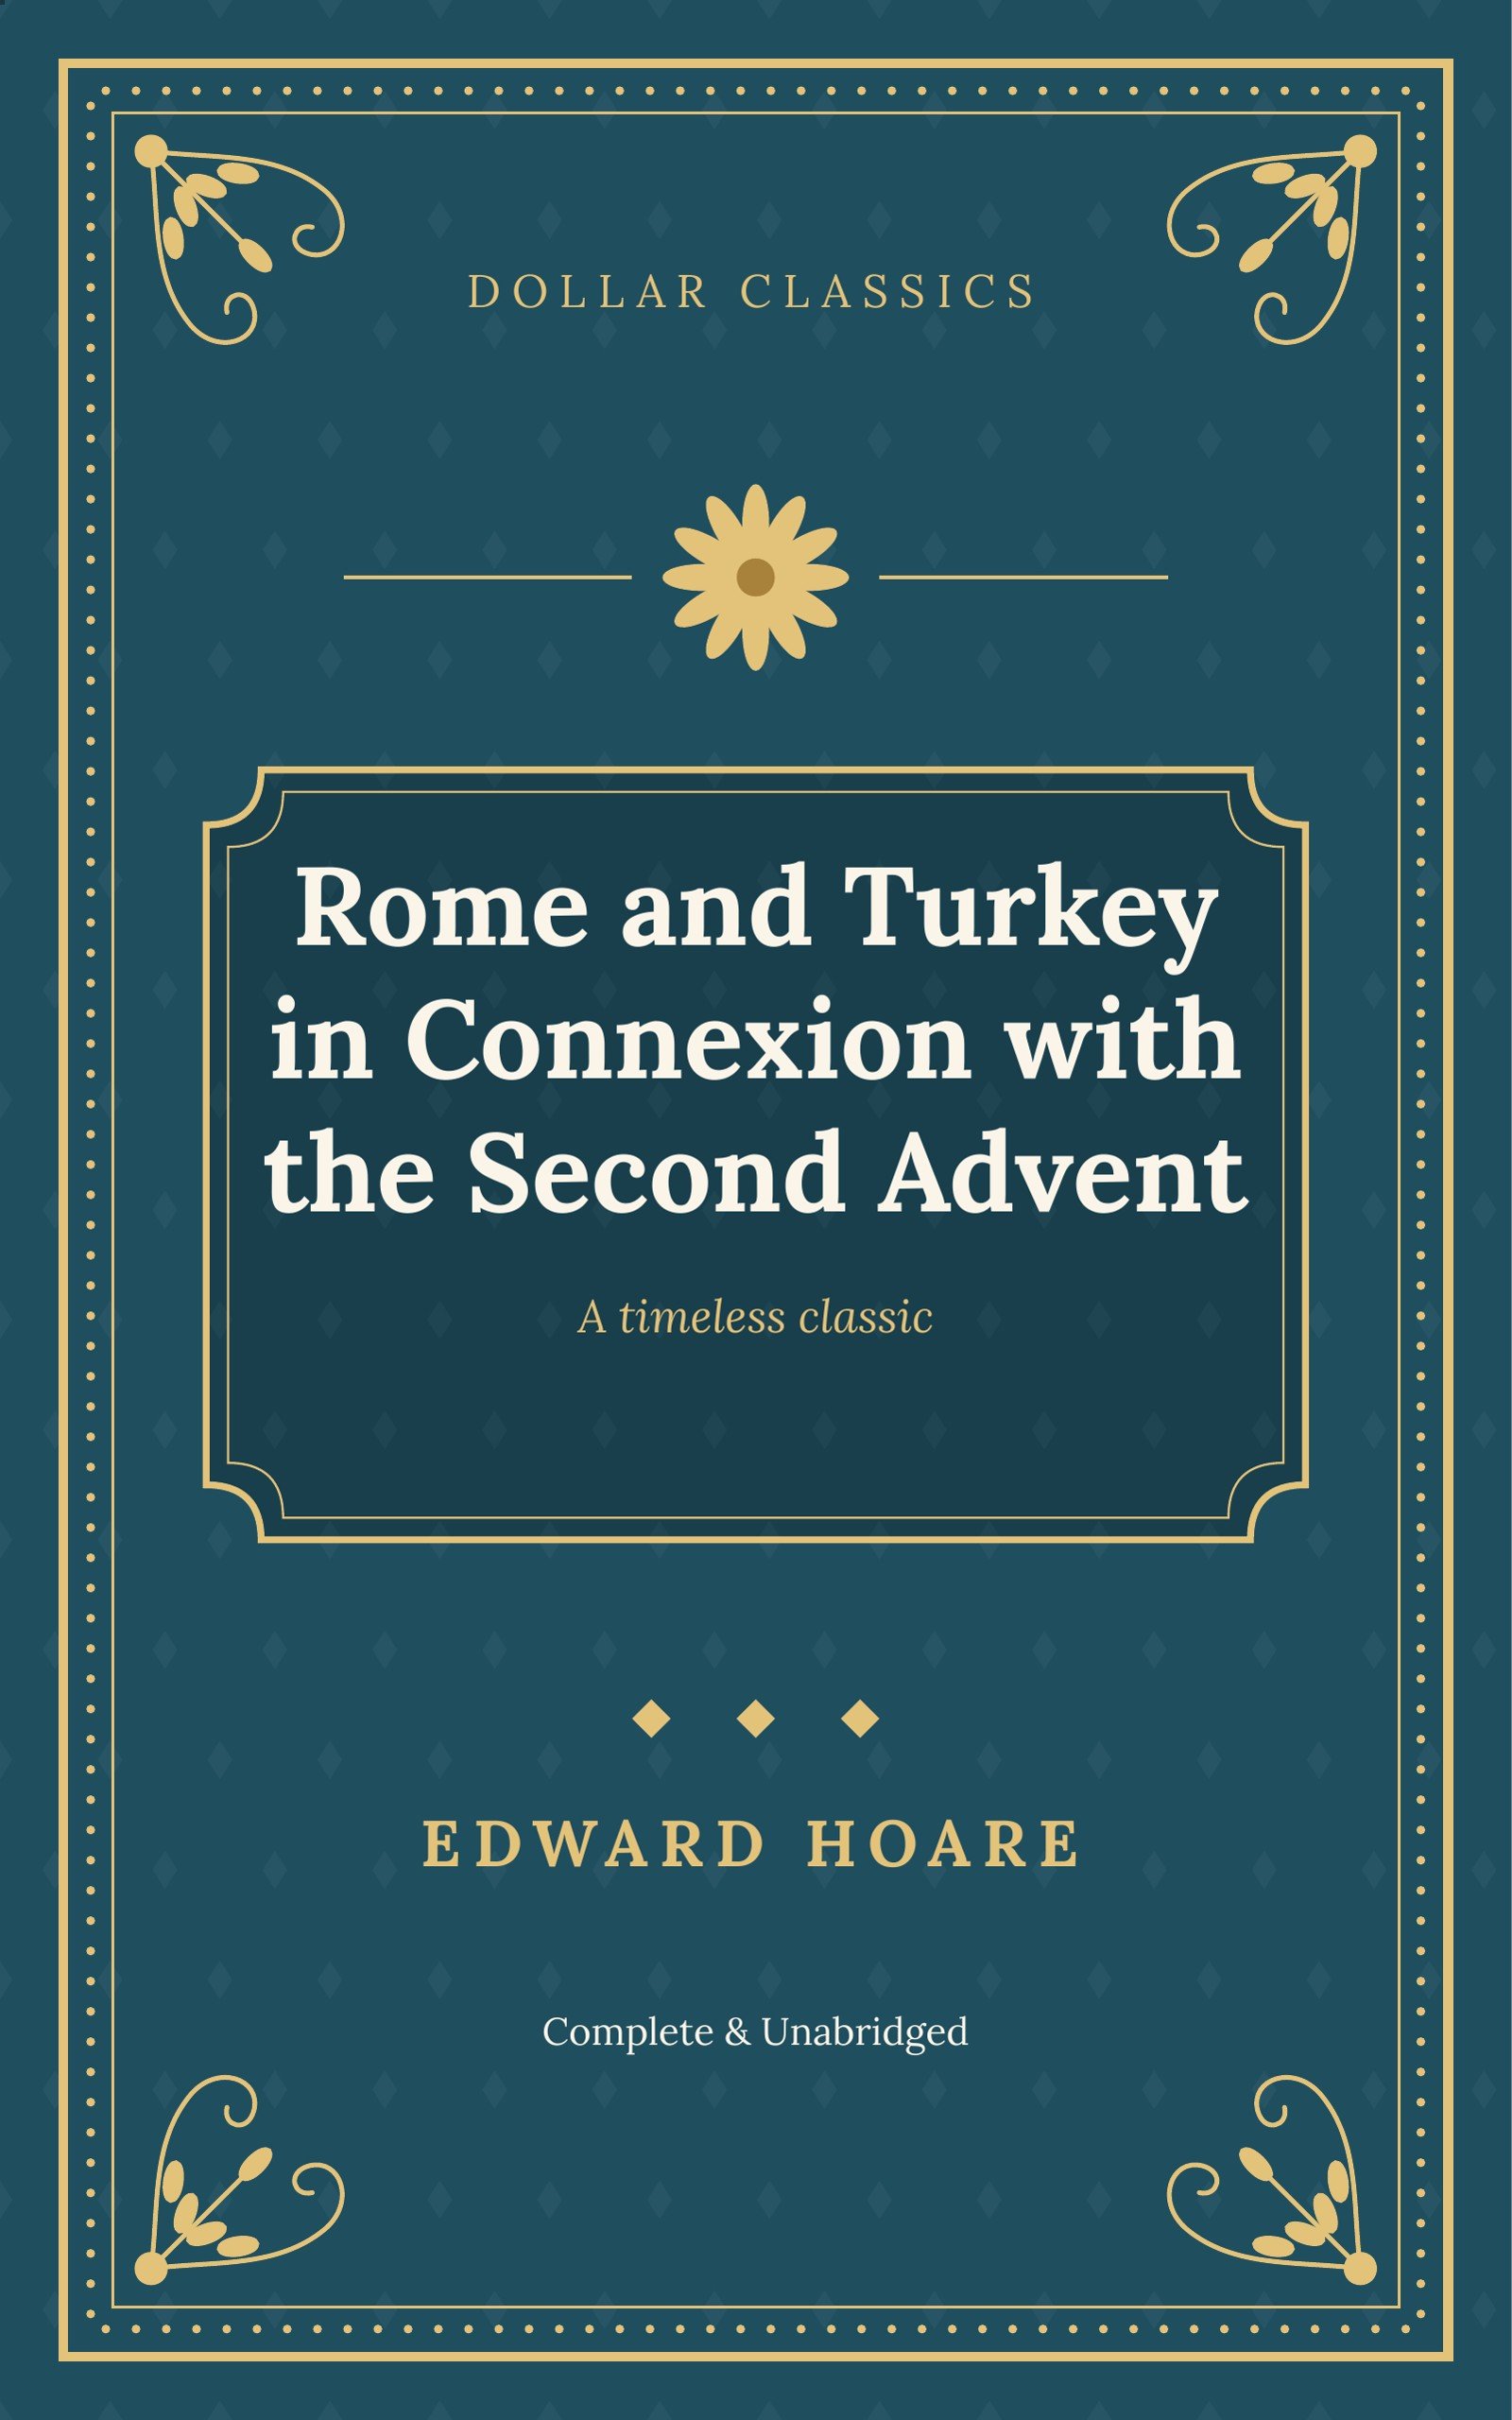 DOLLAR CLASSICS
Rome and Turkey
in Connexion with
the Second Advent
A timeless classic
EDWARD HOARE
Complete & Unabridged